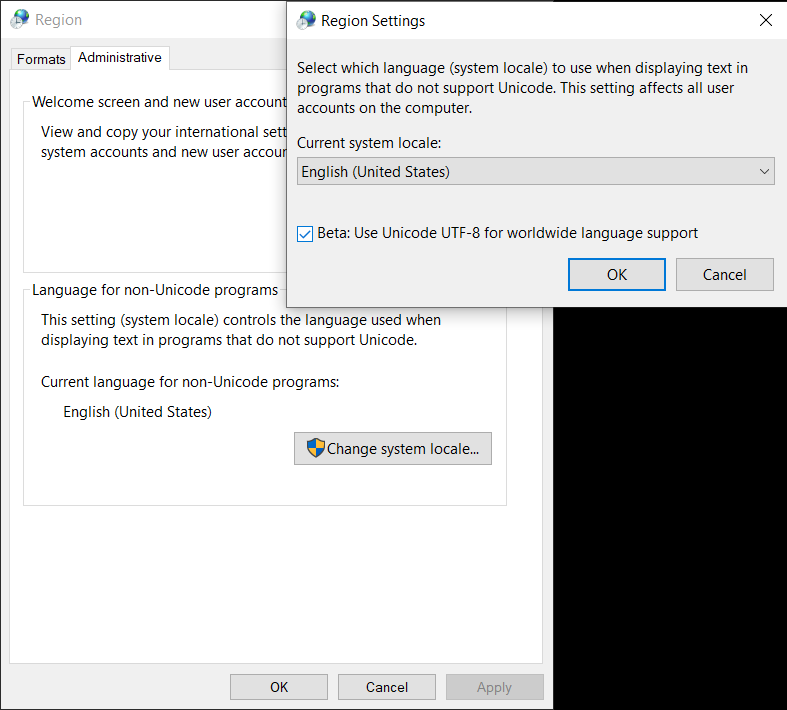 Region
Formats
Administrative
Welcome screen and new user account
View and copy your international sett
system accounts and new user accour
Language for non-Unicode programs
This setting (system locale) controls the language used when
displaying text in programs that do not support Unicode.
Current language for non-Unicode programs:
English (United States)
Change system locale...
OK
Cancel
Apply
Region Settings
Select which language (system locale) to use when displaying text in
programs that do not support Unicode. This setting affects all user
accounts on the computer.
Current system locale:
English (United States)
Beta: Use Unicode UTF-8 for worldwide language support
OK
Cancel